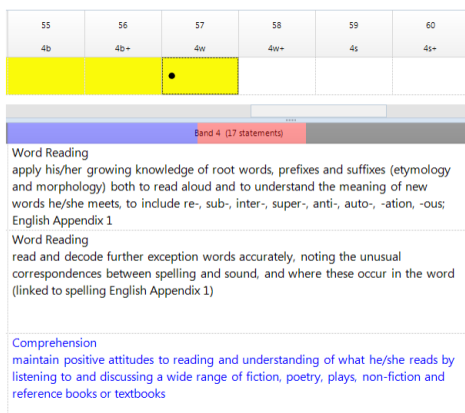 55 56 57 58 59 60
4b 4b+ 4w 4w+ 4s 4s+
Band 4 (17 statements)
Word Reading
apply his/her growing knowledge of root words, prefixes and suffixes (etymology
and morphology) both to read aloud and to understand the meaning of new
words he/she meets, to include re-, sub-, inter-, super-, anti-, auto-, -ation, -ous;
English Appendix 1
Word Reading
read and decode further exception words accurately, noting the unusual
correspondences between spelling and sound, and where these occur in the word
(linked to spelling English Appendix 1)
Comprehension
maintain positive attitudes to reading and understanding of what he/she reads by
listening to and discussing a wide range of fiction, poetry, plays, non-fiction and
reference books or textbooks